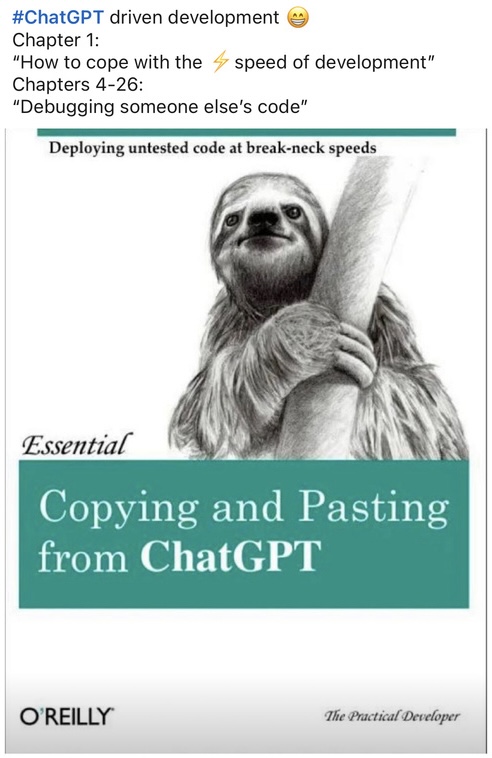 #ChatGPT driven development 😁
Chapter 1:
“How to cope with the ⚡ speed of development”
Chapters 4-26:
“Debugging someone else’s code”
Deploying untested code at break-neck speeds
Essential
Copying and Pasting
from ChatGPT
O'REILLY
The Practical Developer